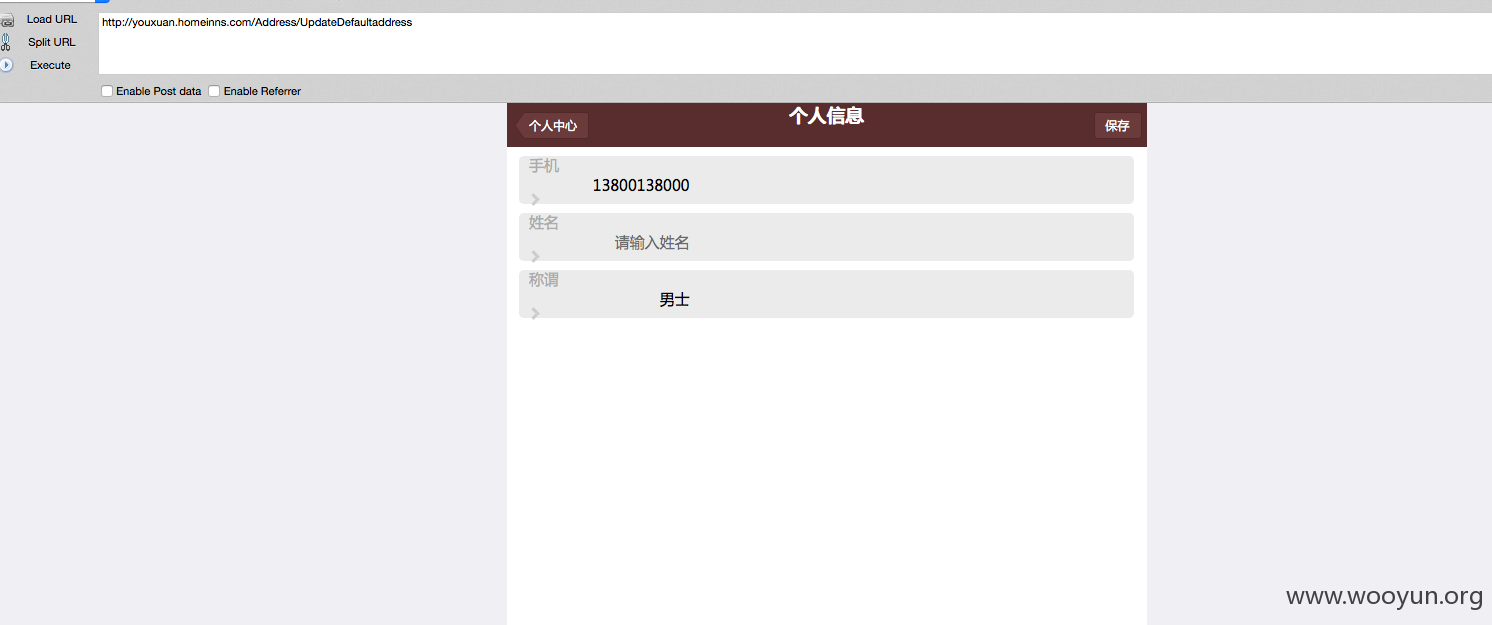 Load URL
http://youxuan.homeinns.com/Address/UpdateDefaultaddress
Split URL
Execute
Enable Post data
Enable Referrer
个人中心
个人信息
保存
手机
13800138000
姓名
请输入姓名
称谓
男士
www.wooyun.org